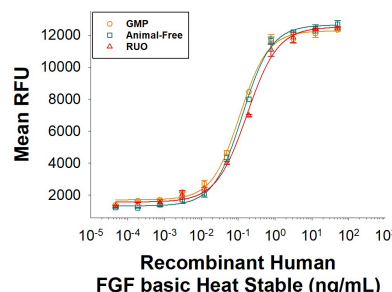 GMP
Animal-Free
RUO
Mean RFU
12000
10000
8000
6000
4000
2000
10-5 10-4 10-3 10-2 10-1 100 101 102 103
Recombinant Human
FGF basic Heat Stable (ng/mL)